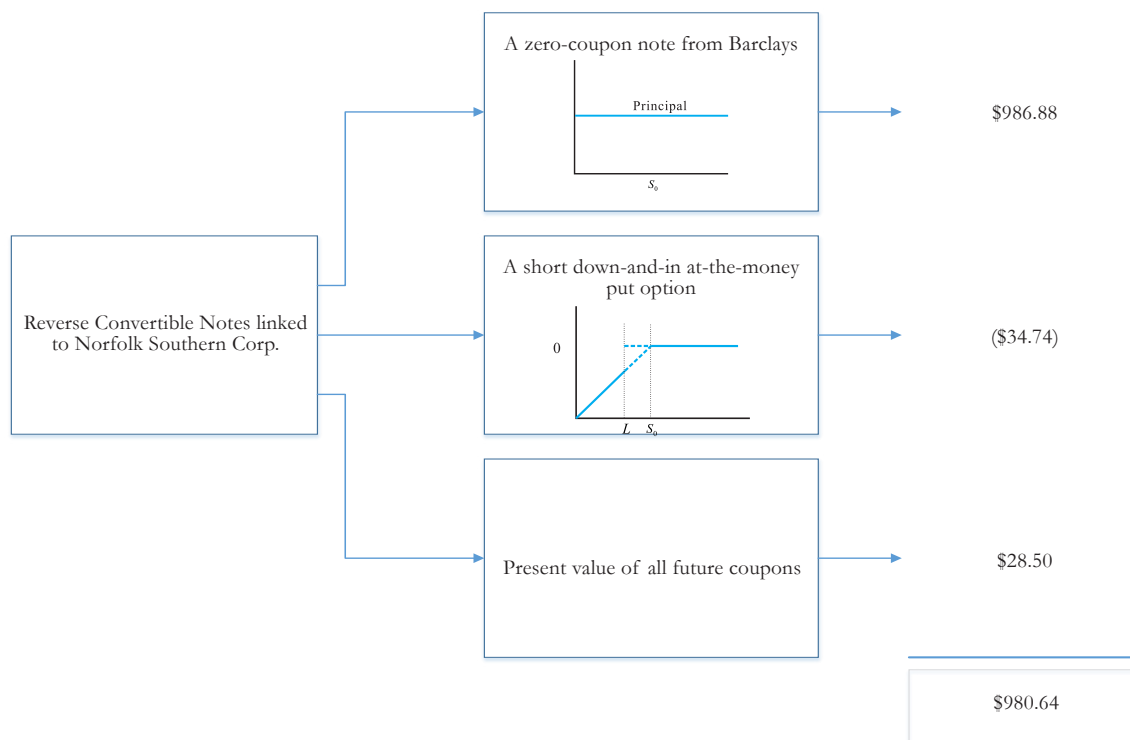 A zero-coupon note from Barclays
Principal
S₀
$986.88
Reverse Convertible Notes linked
to Norfolk Southern Corp.
A short down-and-in at-the-money
put option
0
L S₀
($34.74)
Present value of all future coupons
$28.50
$980.64